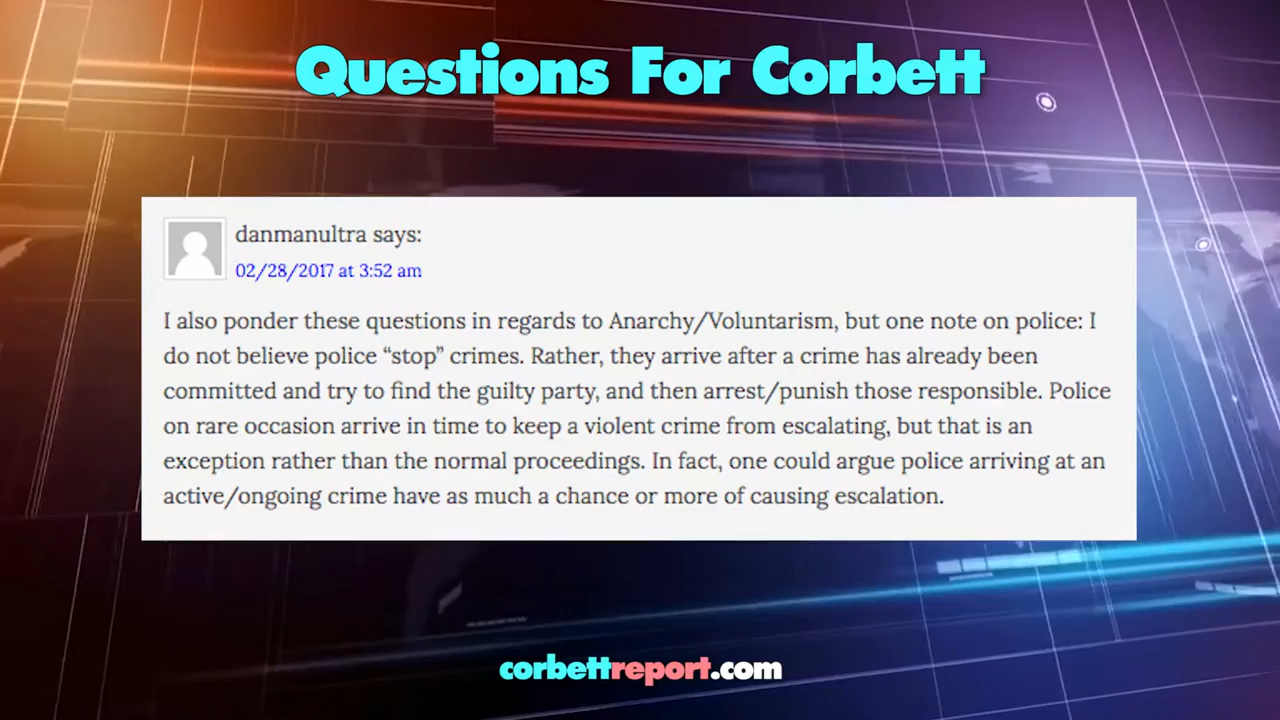 Questions For Corbett
danmanultra says:
02/28/2017 at 3:52 am
I also ponder these questions in regards to Anarchy/Voluntarism, but one note on police: I
do not believe police “stop” crimes. Rather, they arrive after a crime has already been
committed and try to find the guilty party, and then arrest/punish those responsible. Police
on rare occasion arrive in time to keep a violent crime from escalating, but that is an
exception rather than the normal proceedings. In fact, one could argue police arriving at an
active/ongoing crime have as much a chance or more of causing escalation.
corbettreport.com